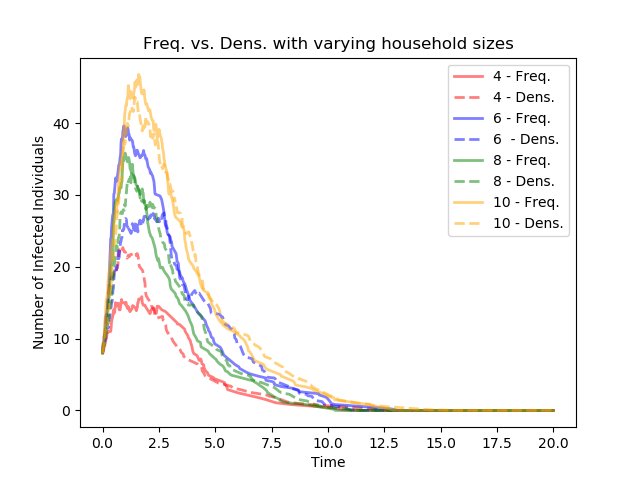 Freq. vs. Dens. with varying household sizes
Number of Infected Individuals
40
30
20
10
0
4 - Freq.
4 - Dens.
6 - Freq.
6  - Dens.
8 - Freq.
8 - Dens.
10 - Freq.
10 - Dens.
0.0 2.5 5.0 7.5 10.0 12.5 15.0 17.5 20.0
Time